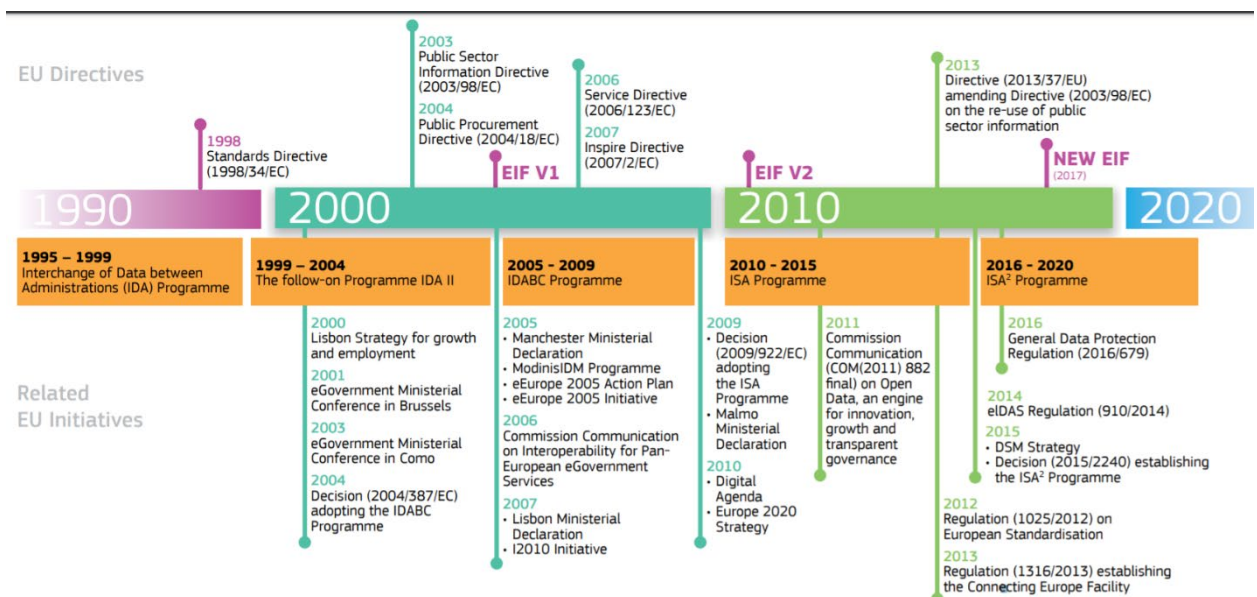 EU Directives
1998
Standards Directive
(1998/34/EC)
2003
Public Sector
Information Directive
(2003/98/EC)
2004
Public Procurement
Directive (2004/18/EC)
EIF V1
2006
Service Directive
(2006/123/EC)
2007
Inspire Directive
(2007/2/EC)
EIF V2
2013
Directive (2013/37/EU)
amending Directive (2003/98/EC)
on the re-use of public
sector information
NEW EIF
(2017)
1990
2000
2010
2020
1995 – 1999
Interchange of Data between
Administrations (IDA) Programme
1999 – 2004
The follow-on Programme IDA II
2005 - 2009
IDABC Programme
2010 - 2015
ISA Programme
2016 - 2020
ISA² Programme
Related
EU Initiatives
2000
Lisbon Strategy for growth
and employment
2001
eGovernment Ministerial
Conference in Brussels
2003
eGovernment Ministerial
Conference in Como
2004
Decision (2004/387/EC)
adopting the IDABC
Programme
2005
• Manchester Ministerial
Declaration
• ModinisIDM Programme
• eEurope 2005 Action Plan
• eEurope 2005 Initiative
2006
Commission Communication
on Interoperability for Pan-
European eGovernment
Services
2007
• Lisbon Ministerial
Declaration
• I2010 Initiative
2009
• Decision
(2009/922/EC)
adopting
the ISA
Programme
• Malmo
Ministerial
Declaration
2010
• Digital
Agenda
• Europe 2020
Strategy
2011
Commission
Communication
(COM(2011) 882
final) on Open
Data, an engine
for innovation,
growth and
transparent
governance
2016
General Data Protection
Regulation (2016/679)
2014
eIDAS Regulation (910/2014)
2015
• DSM Strategy
• Decision (2015/2240) establishing
the ISA² Programme
2012
Regulation (1025/2012) on
European Standardisation
2013
Regulation (1316/2013) establishing
the Connecting Europe Facility